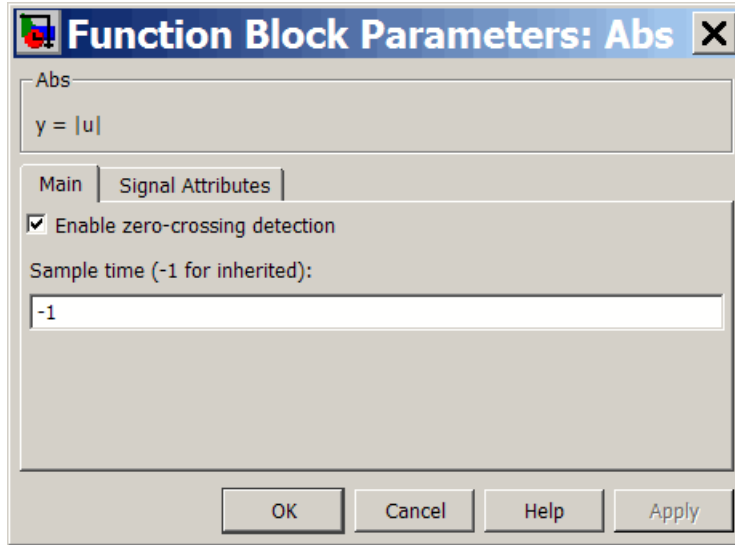 Function Block Parameters: Abs
Abs
y = |u|
Main Signal Attributes
Enable zero-crossing detection
Sample time (-1 for inherited):
-1
OK Cancel Help Apply